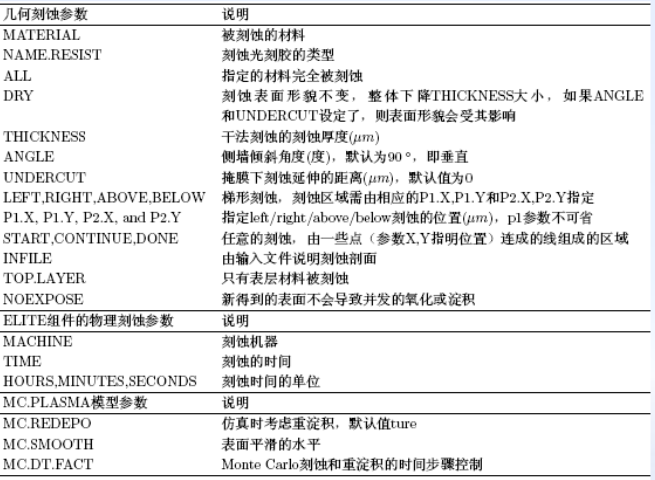 几何刻蚀参数 说明
MATERIAL 被刻蚀的材料
NAME.RESIST 刻蚀光刻胶的类型
ALL 指定的材料完全被刻蚀
DRY 刻蚀表面形貌不变，整体下降THICKNESS大小，如果ANGLE
和UNDERCUT设定了，则表面形貌会受其影响
THICKNESS 干法刻蚀的刻蚀厚度(μm)
ANGLE 侧墙倾斜角度(度)，默认为90 °，即垂直
UNDERCUT 掩膜下刻蚀延伸的距离(μm)，默认值为0
LEFT,RIGHT,ABOVE,BELOW 梯形刻蚀，刻蚀区域需由相应的P1.X,P1.Y和P2.X,P2.Y指定
P1.X, P1.Y, P2.X, and P2.Y 指定left/right/above/below刻蚀的位置(μm)，p1参数不可省
START,CONTINUE,DONE 任意的刻蚀，由一些点（参数X,Y指明位置）连成的线组成的区域
INFILE 由输入文件说明刻蚀剖面
TOP.LAYER 只有表层材料被刻蚀
NOEXPOSE 新得到的表面不会导致并发的氧化或淀积
ELITE组件的物理刻蚀参数 说明
MACHINE 刻蚀机器
TIME 刻蚀的时间
HOURS,MINUTES,SECONDS 刻蚀时间的单位
MC.PLASMA模型参数 说明
MC.REDEPO 仿真时考虑重淀积，默认值ture
MC.SMOOTH 表面平滑的水平
MC.DT.FACT Monte Carlo刻蚀和重淀积的时间步骤控制